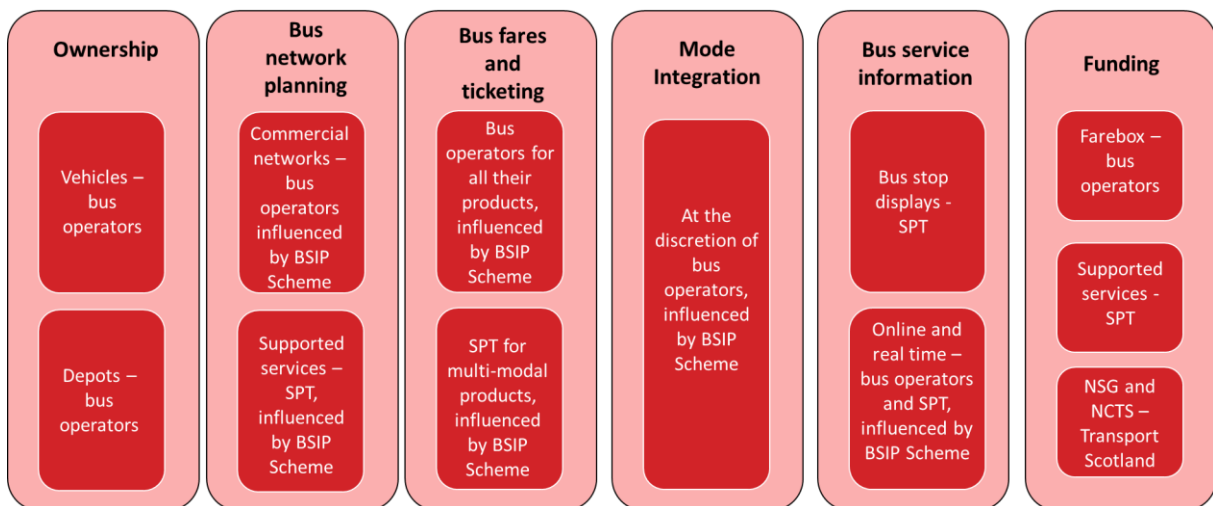 Ownership
Vehicles –
bus
operators
Depots –
bus
operators
Bus
network
planning
Commercial
networks –
bus
operators
influenced
by BSIP
Scheme
Supported
services –
SPT,
influenced
by BSIP
Scheme
Bus fares
and
ticketing
Bus
operators for
all their
products,
influenced
by BSIP
Scheme
SPT for
multi-modal
products,
influenced
by BSIP
Scheme
Mode
Integration
At the
discretion of
bus
operators,
influenced
by BSIP
Scheme
Bus service
information
Bus stop
displays -
SPT
Online and
real time –
bus operators
and SPT,
influenced by
BSIP Scheme
Funding
Farebox –
bus
operators
Supported
services -
SPT
NSG and
NCTS –
Transport
Scotland